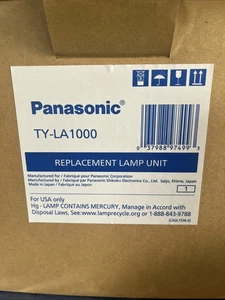 Panasonic®
TY-LA1000
0 37988 97499 3
REPLACEMENT LAMP UNIT
Manufactured for / Fabriqué pour Panasonic Corporation
Manufactured by / Fabriqué par Panasonic Shikoku Electronics Co., Ltd. Saijo, Ehime, Japan
Made in Japan / Fabriqué au Japon
1
For USA only
Hg - LAMP CONTAINS MERCURY, Manage in Accord with
Disposal Laws, See:www.lamprecycle.org or 1-888-843-9788